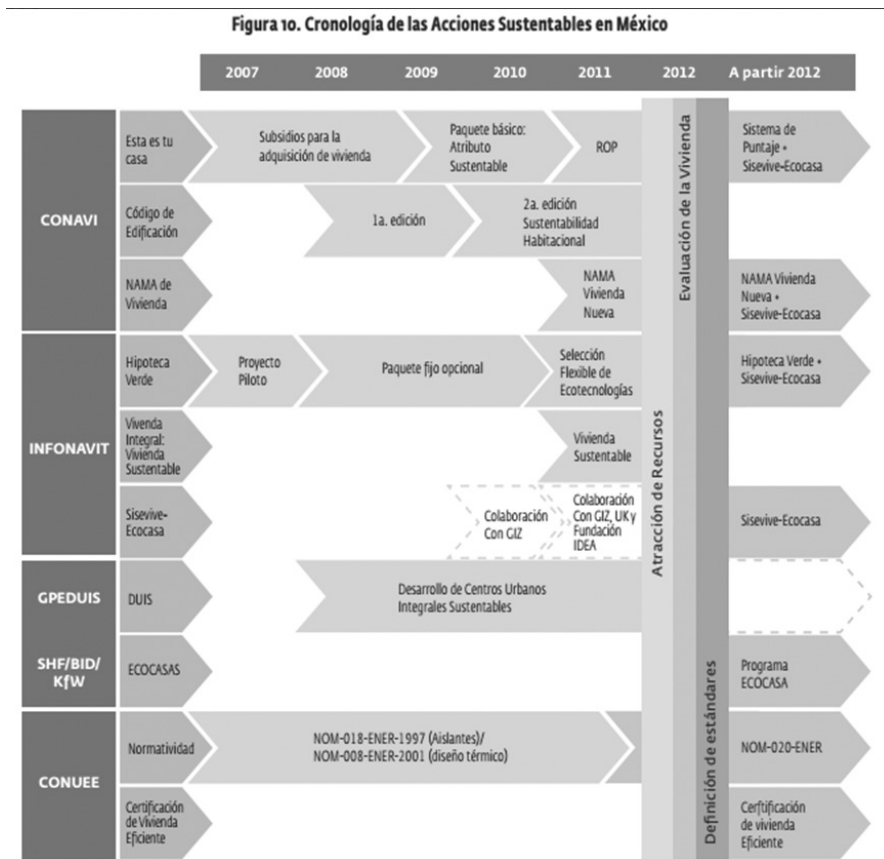 Figura 10. Cronología de las Acciones Sustentables en México
2007
2008
2009
2010
2011
2012
A partir 2012
CONAVI
Esta es tu
casa
Subsidios para la
adquisición de vivienda
Paquete básico:
Atributo
Sustentable
ROP
Sistema de
Puntaje +
Sisevive-Ecocasa
Código de
Edificación
1a. edición
2a. edición
Sustentabilidad
Habitacional
NAMA de
Vivienda
NAMA
Vivienda
Nueva
NAMA Vivienda
Nueva +
Sisevive-Ecocasa
INFONAVIT
Hipoteca
Verde
Proyecto
Piloto
Paquete fijo opcional
Selección
Flexible de
Ecotecnologías
Hipoteca Verde +
Sisevive-Ecocasa
Vivenda
Integral:
Vivienda
Sustentable
Vivienda
Sustentable
Sisevive-
Ecocasa
Colaboración
Con GIZ
Colaboración
Con GIZ, UK y
Fundación
IDEA
Sisevive-Ecocasa
GPEDUIS
DUIS
Desarrollo de Centros Urbanos
Integrales Sustentables
SHF/BID/
KfW
ECOCASAS
Programa
ECOCASA
CONUEE
Normatividad
NOM-018-ENER-1997 (Aislantes)/
NOM-008-ENER-2001 (diseño térmico)
NOM-020-ENER
Certificación
de Vivienda
Eficiente
Cerftificación
de vivienda
Eficiente
Atracción de Recursos
Evaluación de la Vivienda
Definición de estándares